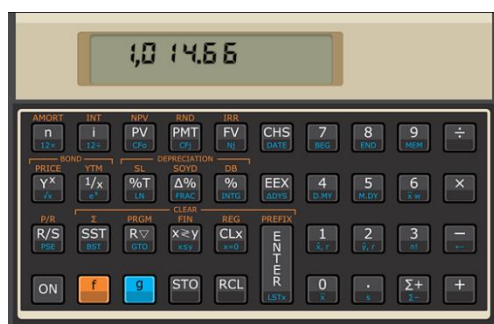 1,014.66
AMORT INT NPV RND IRR
n i PV PMT FV CHS 7 8 9 ÷
12× 12÷ CFo CFj Nj DATE BEG END MEM
BOND DEPRECIATION
PRICE YTM SL SOYD DB
Yˣ 1/x %T Δ% % EEX 4 5 6 ×
√x eˣ LN FRAC INTG ΔDYS D.MY M.DY x̄ w
CLEAR
P/R Σ PRGM FIN REG PREFIX
R/S SST R▽ x≷y CLx ENTER 1 2 3 −
PSE BST GTO x≤y x=0 x̂, r ŷ, r n! ←
ON f g STO RCL 0 . Σ+ +
LSTx x̄ s Σ−